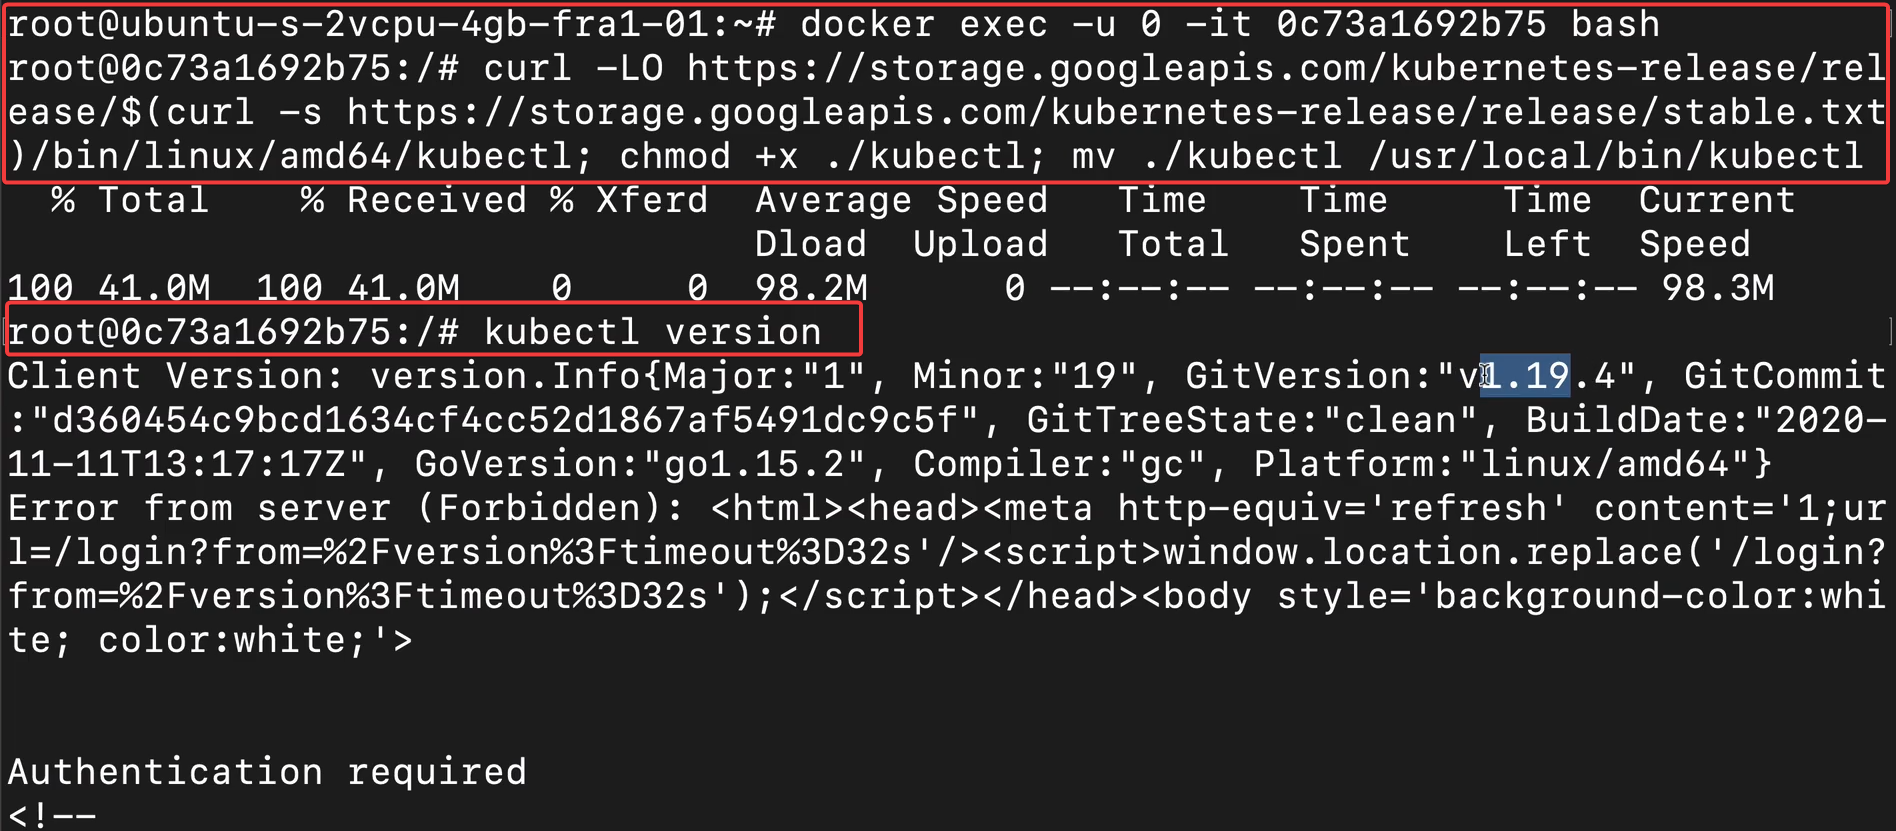 root@ubuntu-s-2vcpu-4gb-fra1-01:~# docker exec -u 0 -it 0c73a1692b75 bash
root@0c73a1692b75:/# curl -LO https://storage.googleapis.com/kubernetes-release/rel
ease/$(curl -s https://storage.googleapis.com/kubernetes-release/release/stable.txt
)/bin/linux/amd64/kubectl; chmod +x ./kubectl; mv ./kubectl /usr/local/bin/kubectl
  % Total    % Received % Xferd  Average Speed   Time    Time     Time  Current
                                 Dload  Upload   Total   Spent    Left  Speed
100 41.0M  100 41.0M    0     0  98.2M      0 --:--:-- --:--:-- --:--:-- 98.3M
root@0c73a1692b75:/# kubectl version
Client Version: version.Info{Major:"1", Minor:"19", GitVersion:"v1.19.4", GitCommit
:"d360454c9bcd1634cf4cc52d1867af5491dc9c5f", GitTreeState:"clean", BuildDate:"2020-
11-11T13:17:17Z", GoVersion:"go1.15.2", Compiler:"gc", Platform:"linux/amd64"}
Error from server (Forbidden): <html><head><meta http-equiv='refresh' content='1;ur
l=/login?from=%2Fversion%3Ftimeout%3D32s'/><script>window.location.replace('/login?
from=%2Fversion%3Ftimeout%3D32s');</script></head><body style='background-color:whi
te; color:white;'>
Authentication required
<!--